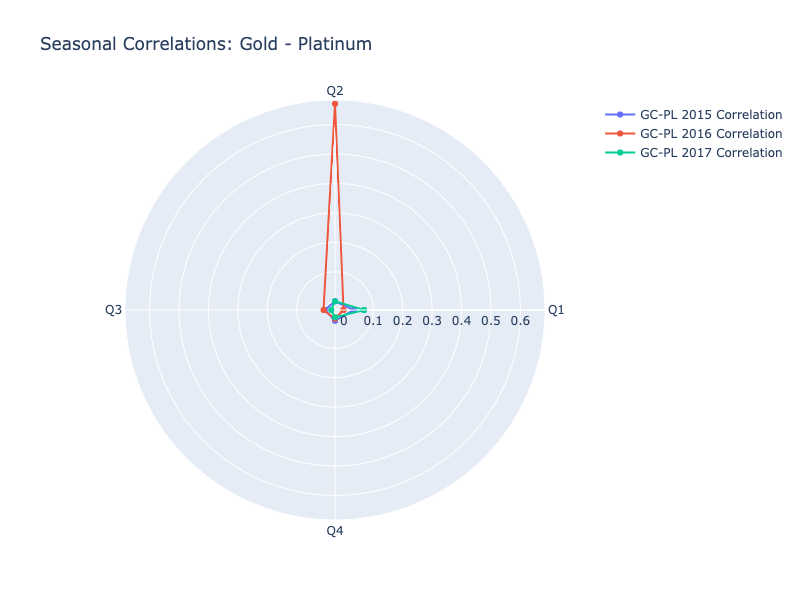 Seasonal Correlations: Gold - Platinum
Q2
GC-PL 2015 Correlation
GC-PL 2016 Correlation
GC-PL 2017 Correlation
Q3
Q1
0 0.1 0.2 0.3 0.4 0.5 0.6
Q4